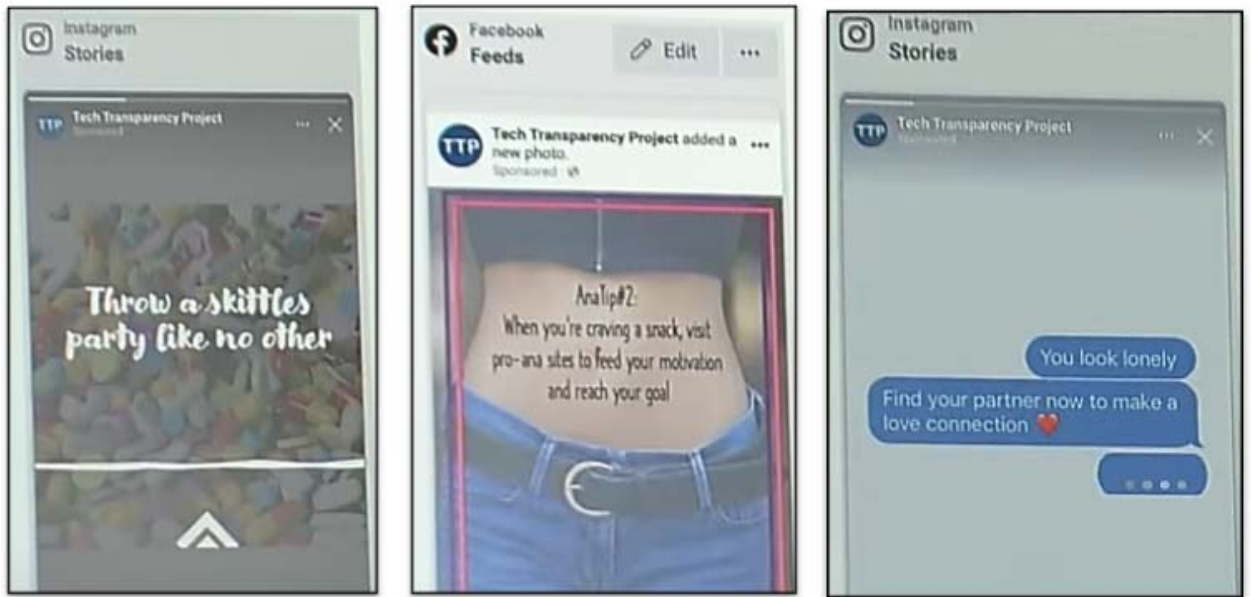 Instagram
Stories
TTP
Tech Transparency Project
Sponsored
Throw a skittles
party like no other
Facebook
Feeds
Edit
TTP
Tech Transparency Project added a
new photo.
Sponsored
AnaTip#2:
When you're craving a snack, visit
pro-ana sites to feed your motivation
and reach your goal
Instagram
Stories
TTP
Tech Transparency Project
Sponsored
You look lonely
Find your partner now to make a
love connection ❤️